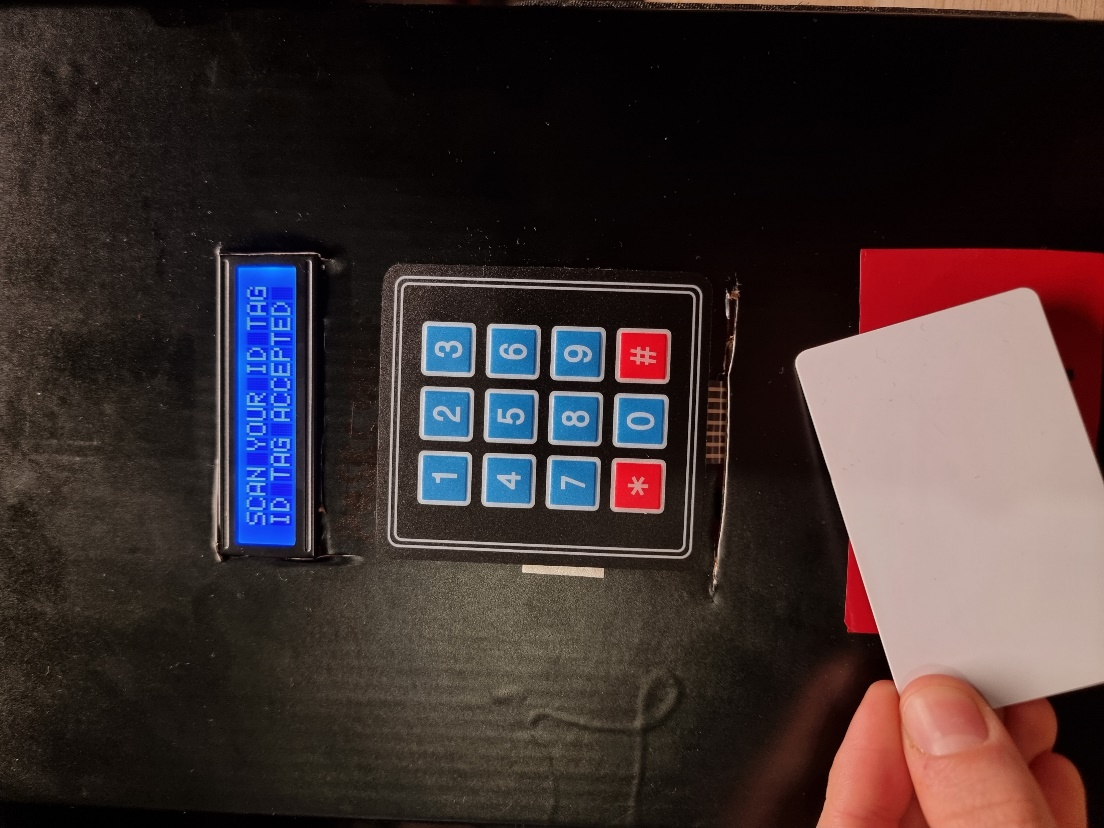 SCAN YOUR ID TAG
ID TAG ACCEPTED
1 2 3
4 5 6
7 8 9
* 0 #